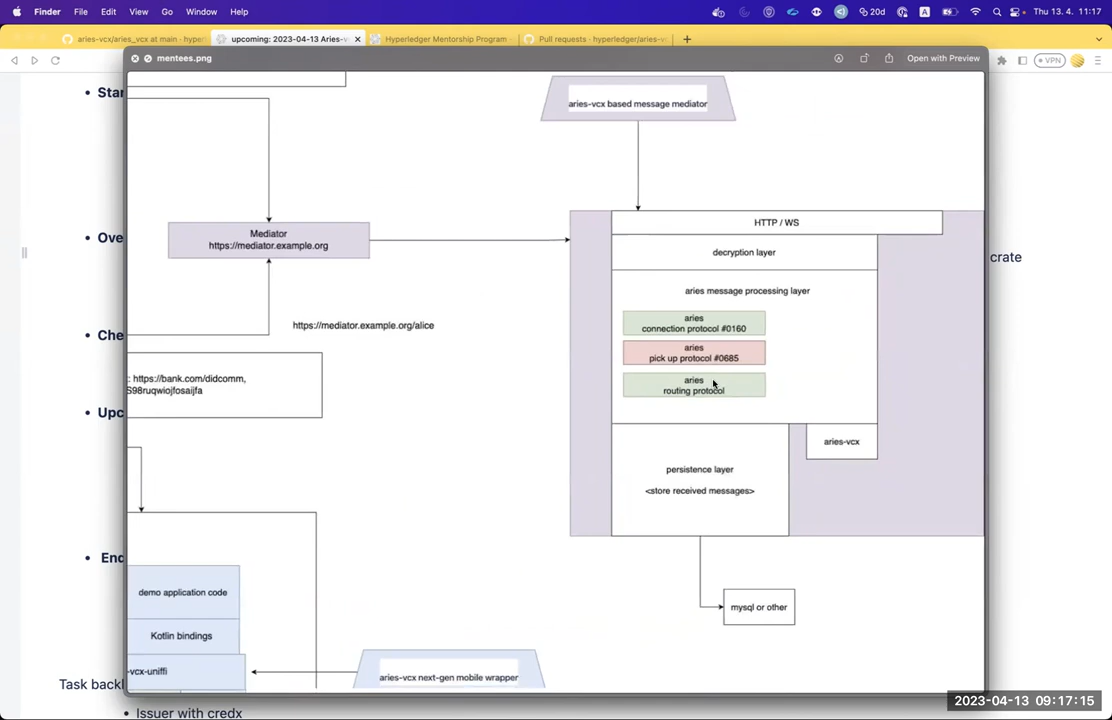 Finder File Edit View Go Window Help
20d
A
Thu 13. 4. 11:17
aries-vcx/aries_vcx at main · hyper
upcoming: 2023-04-13 Aries-
Hyperledger Mentorship Program
Pull requests · hyperledger/aries-v
VPN
mentees.png
Open with Preview
Star
aries-vcx based message mediator
HTTP / WS
Mediator
https://mediator.example.org
Ove
decryption layer
crate
aries message processing layer
aries
connection protocol #0160
https://mediator.example.org/alice
Che
aries
pick up protocol #0685
: https://bank.com/didcomm,
S98ruqwiojfosaijfa
aries
routing protocol
Upc
aries-vcx
persistence layer
<store received messages>
End
demo application code
mysql or other
Kotlin bindings
-vcx-uniffi
aries-vcx next-gen mobile wrapper
Task back
Issuer with credx
2023-04-13 09:17:15